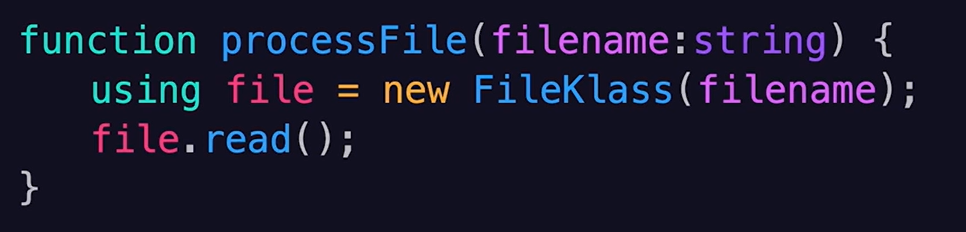 function processFile(filename:string) {
    using file = new FileKlass(filename);
    file.read();
}